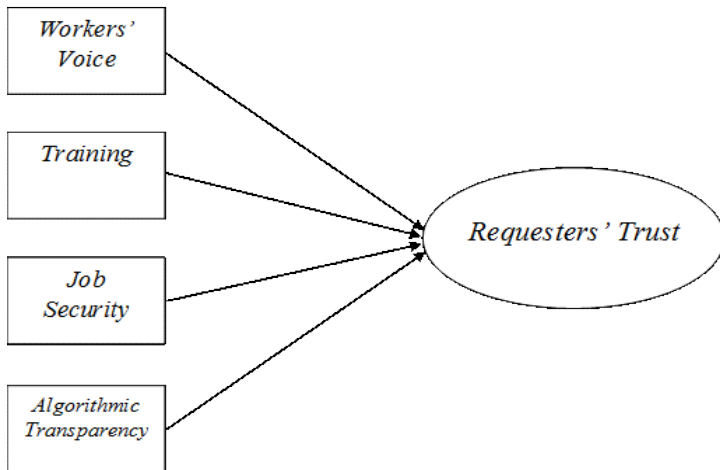 Workers’
Voice
Training
Requesters’ Trust
Job
Security
Algorithmic
Transparency